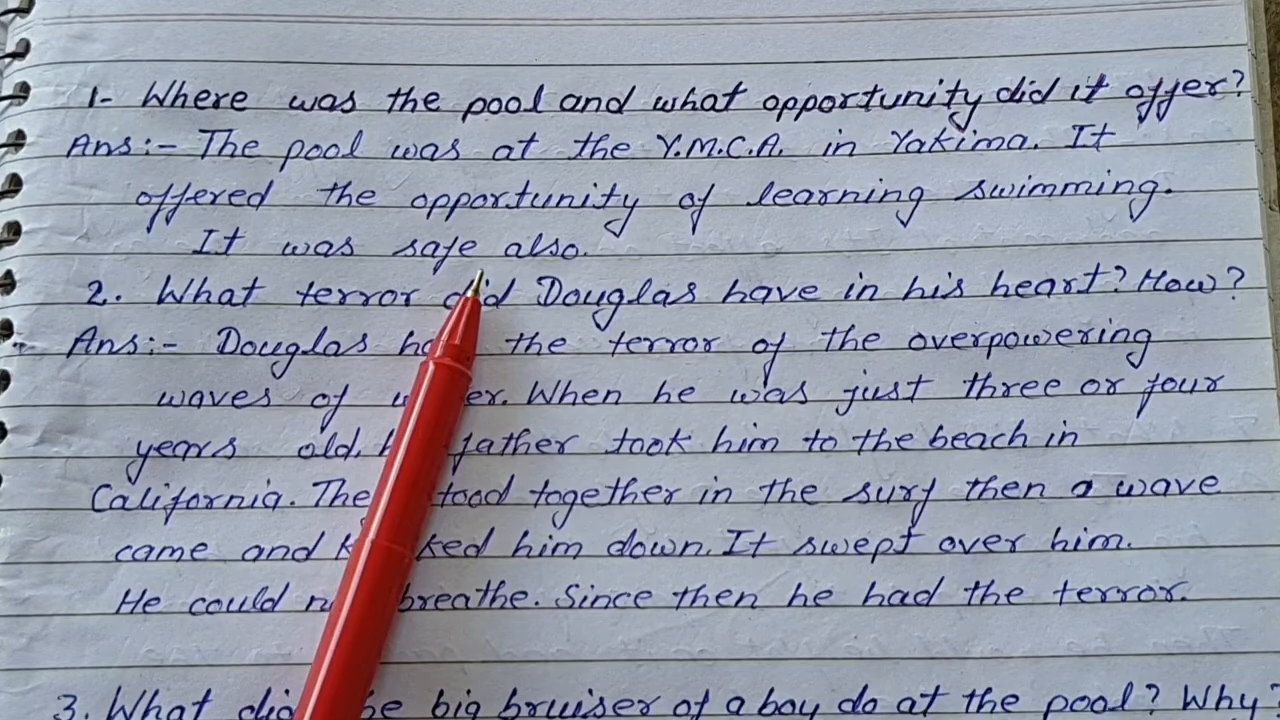 1- Where was the pool and what opportunity did it offer?
Ans:- The pool was at the Y.M.C.A. in Yakima. It
offered the opportunity of learning swimming.
It was safe also.
2. What terror did Douglas have in his heart? How?
Ans:- Douglas the terror of the overpowering
waves of When he was just three or four
years old, father took him to the beach in
California. together in the surf then a wave
came and him down. It swept over him.
He could breathe. Since then he had the terror.
3. What big bruiser of a boy do at the pool? Why?